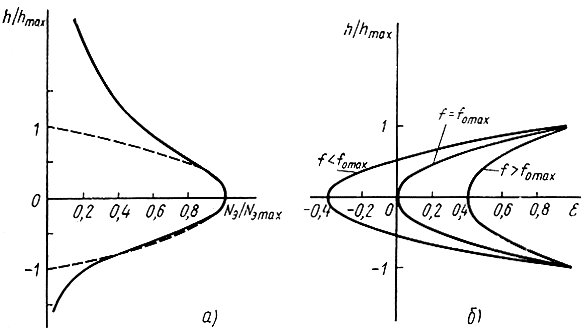 h/hmax
1
0
-1
0,2
0,4
0,6
0,8
Nэ/Nэmax
а)
h/hmax
1
-1
f<f0max
f=f0max
f>f0max
-0,4
-0,2
0
0,2
0,4
0,6
0,8
ε
б)